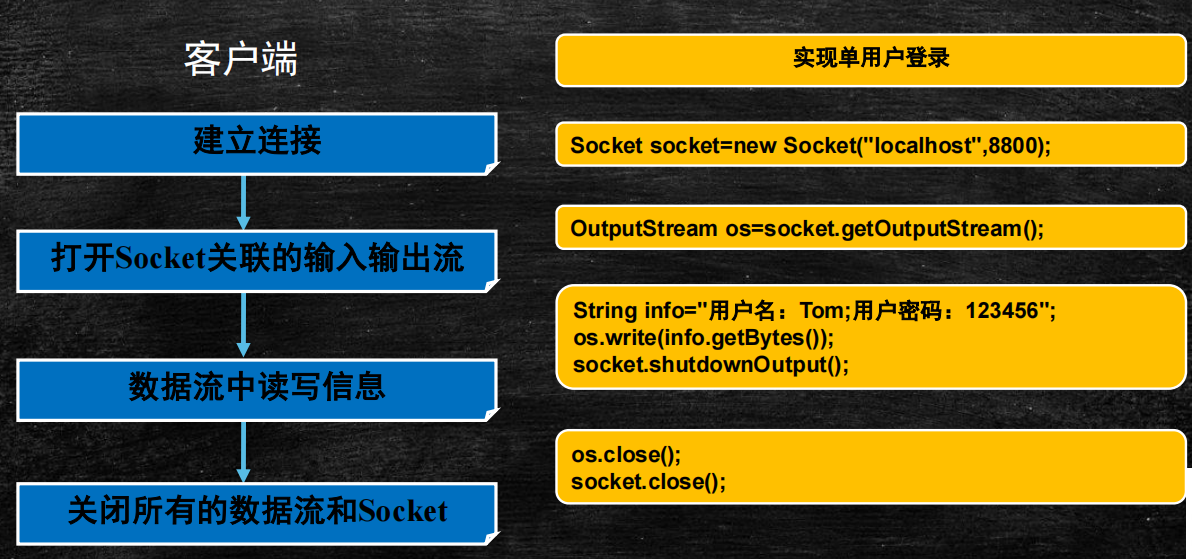 客户端
建立连接
打开Socket关联的输入输出流
数据流中读写信息
关闭所有的数据流和Socket
实现单用户登录
Socket socket=new Socket("localhost",8800);
OutputStream os=socket.getOutputStream();
String info="用户名：Tom;用户密码：123456";
os.write(info.getBytes());
socket.shutdownOutput();
os.close();
socket.close();